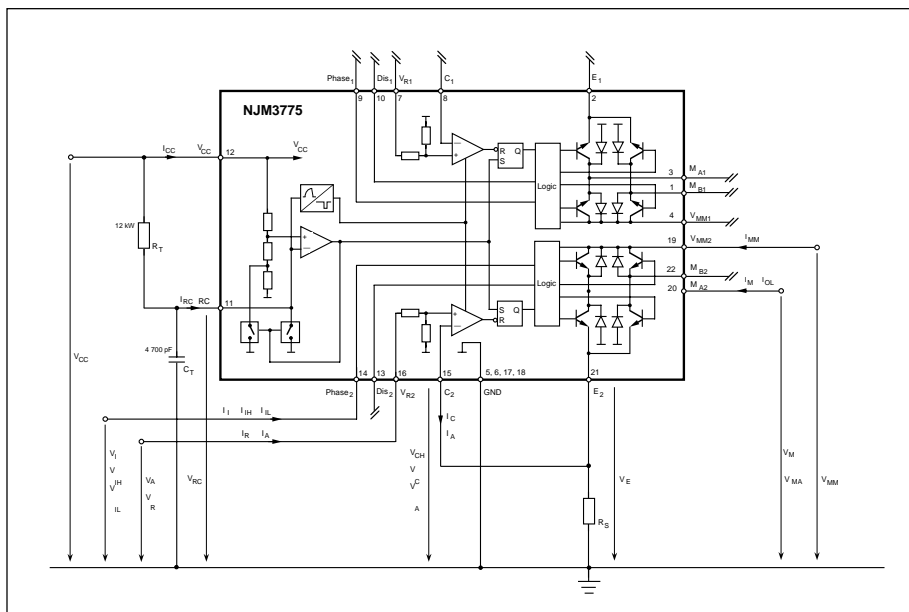 Phase1 Dis1 VR1 C1 E1
9 10 7 8 2
NJM3775
ICC VCC 12 VCC
R Q
S
Logic
3 MA1
1 MB1
4 VMM1
12 kW
RT
19 VMM2 IMM
22 MB2
IM IOL
20 MA2
+
−
Logic
S Q
R
IRC RC 11
4 700 pF
CT
VCC
14 13 16 15 5, 6, 17, 18 21
Phase2 Dis2 VR2 C2 GND E2
II IIH IIL
IR IA
IC
IA
VI
V
VIH
IL
VA
V
R
VRC
VCH
V
VC
A
VE
RS
VM
VMA
VMM